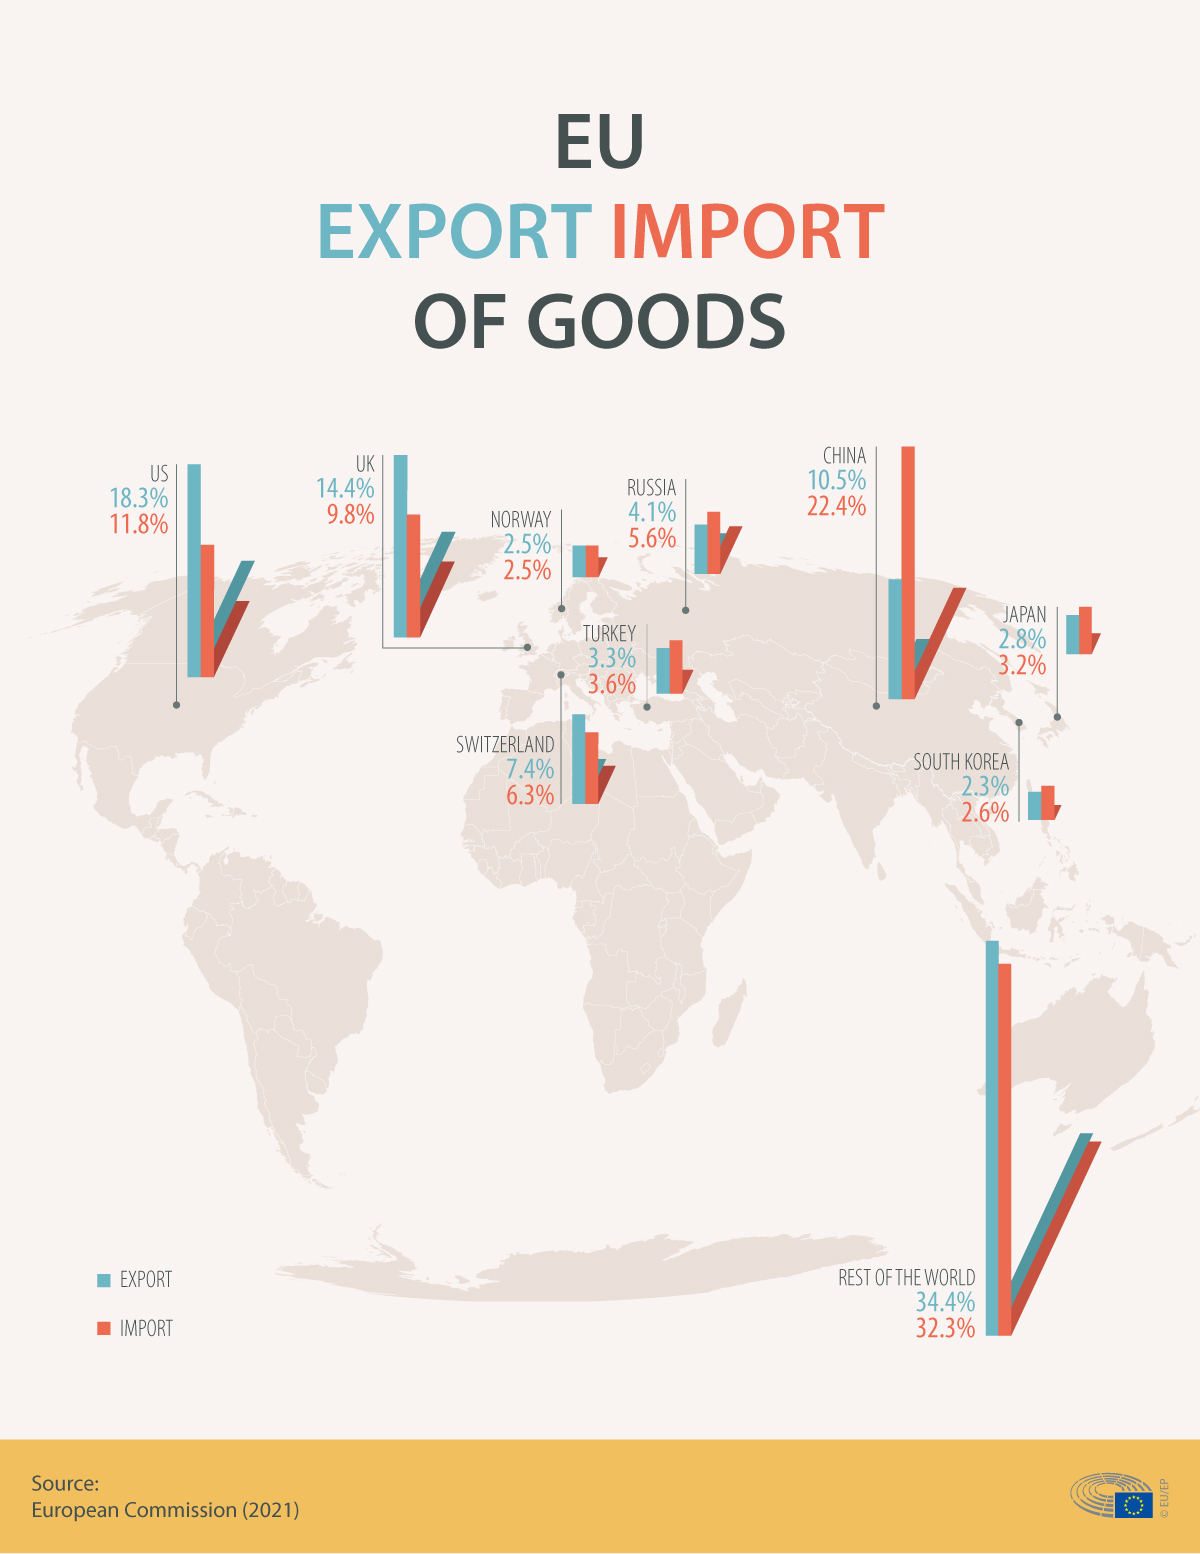 EU
EXPORT IMPORT
OF GOODS
US
18.3%
11.8%
UK
14.4%
9.8%
NORWAY
2.5%
2.5%
RUSSIA
4.1%
5.6%
CHINA
10.5%
22.4%
JAPAN
2.8%
3.2%
TURKEY
3.3%
3.6%
SWITZERLAND
7.4%
6.3%
SOUTH KOREA
2.3%
2.6%
REST OF THE WORLD
34.4%
32.3%
EXPORT
IMPORT
Source:
European Commission (2021)
© EU/EP